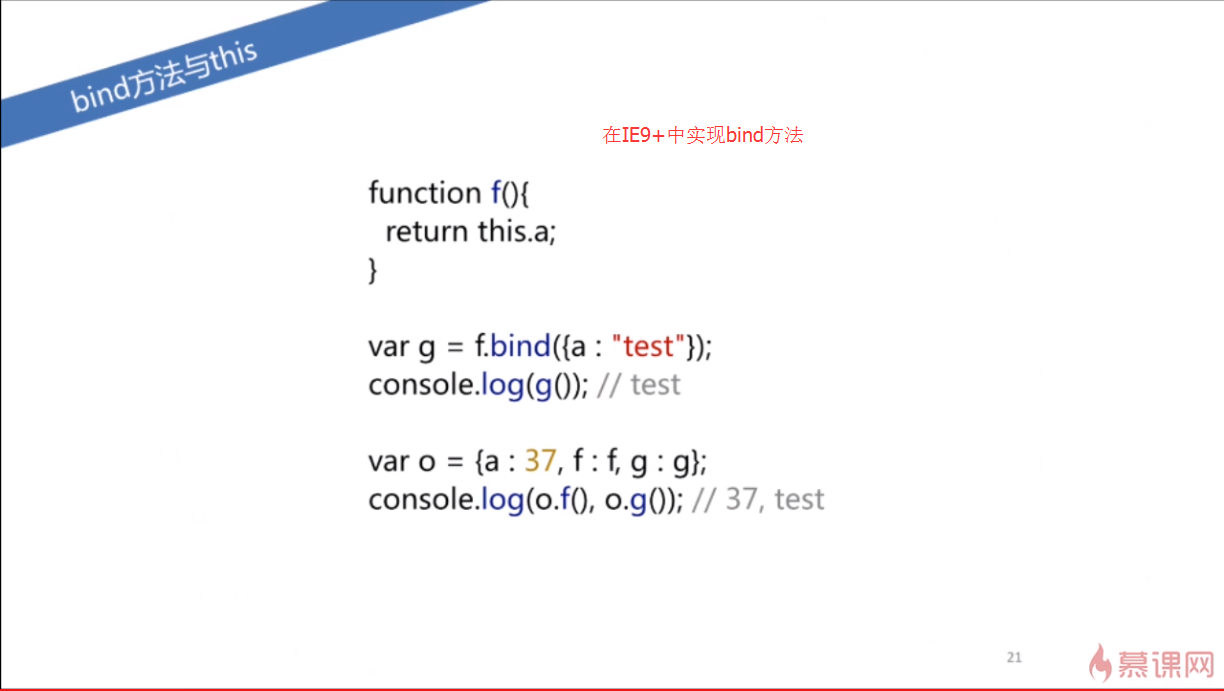 bind方法与this
在IE9+中实现bind方法
function f(){
return this.a;
}
var g = f.bind({a : "test"});
console.log(g()); // test
var o = {a : 37, f : f, g : g};
console.log(o.f(), o.g()); // 37, test
21
慕课网